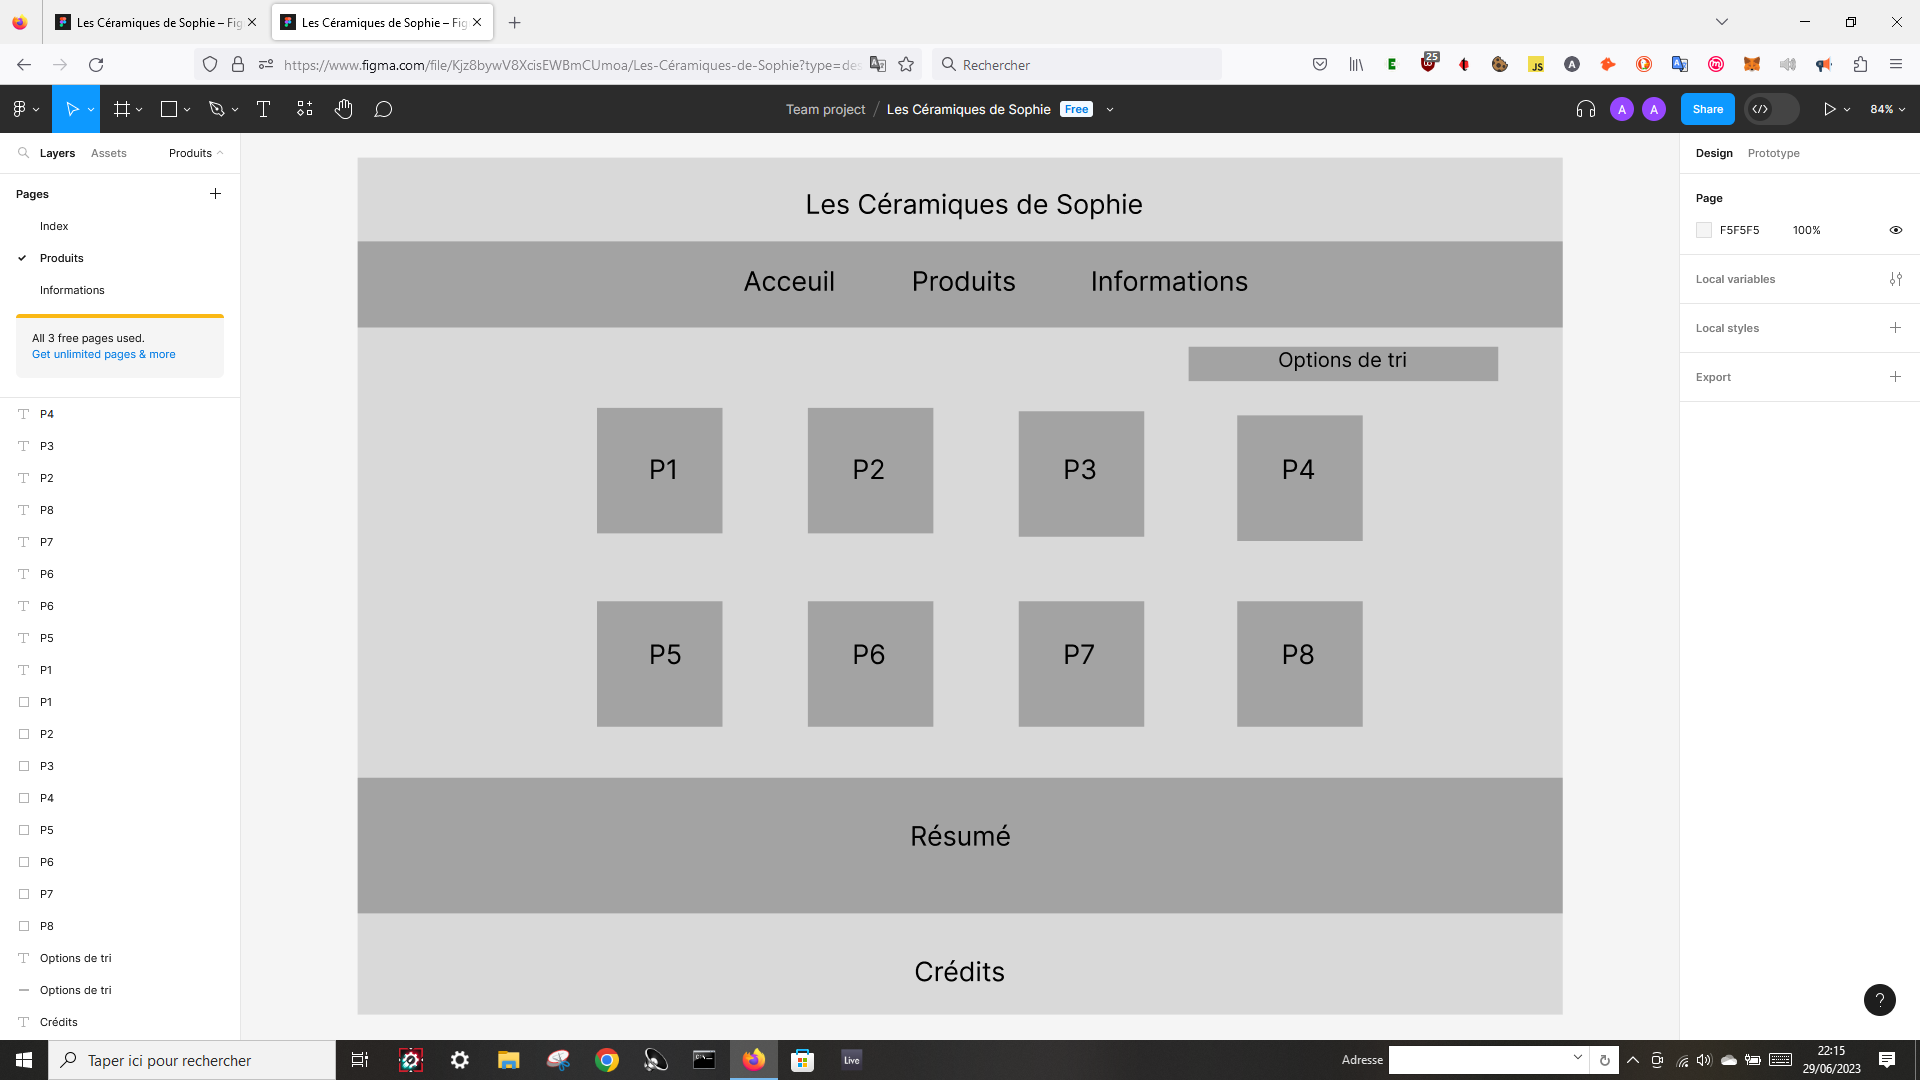 Les Céramiques de Sophie – Fig
Les Céramiques de Sophie – Fig
https://www.figma.com/file/Kjz8bywV8XcisEWBmCUmoa/Les-Céramiques-de-Sophie?type=des
Rechercher
25
Team project / Les Céramiques de Sophie Free
A A Share 84%
Layers Assets Produits
Pages
Index
Produits
Informations
All 3 free pages used.
Get unlimited pages & more
P4
P3
P2
P8
P7
P6
P6
P5
P1
P1
P2
P3
P4
P5
P6
P7
P8
Options de tri
Options de tri
Crédits
Les Céramiques de Sophie
Acceuil Produits Informations
Options de tri
P1 P2 P3 P4
P5 P6 P7 P8
Résumé
Crédits
Design Prototype
Page
F5F5F5 100%
Local variables
Local styles
Export
?
Taper ici pour rechercher
Live
Adresse
22:15
29/06/2023